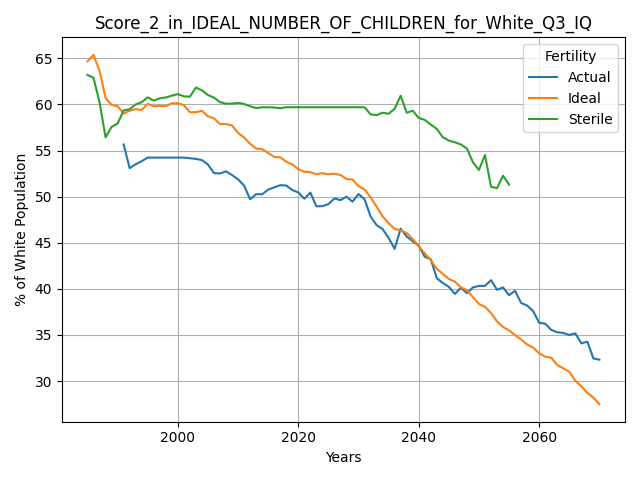 Score_2_in_IDEAL_NUMBER_OF_CHILDREN_for_White_Q3_IQ
Fertility
Actual
Ideal
Sterile
% of White Population
65
60
55
50
45
40
35
30
2000
2020
2040
2060
Years